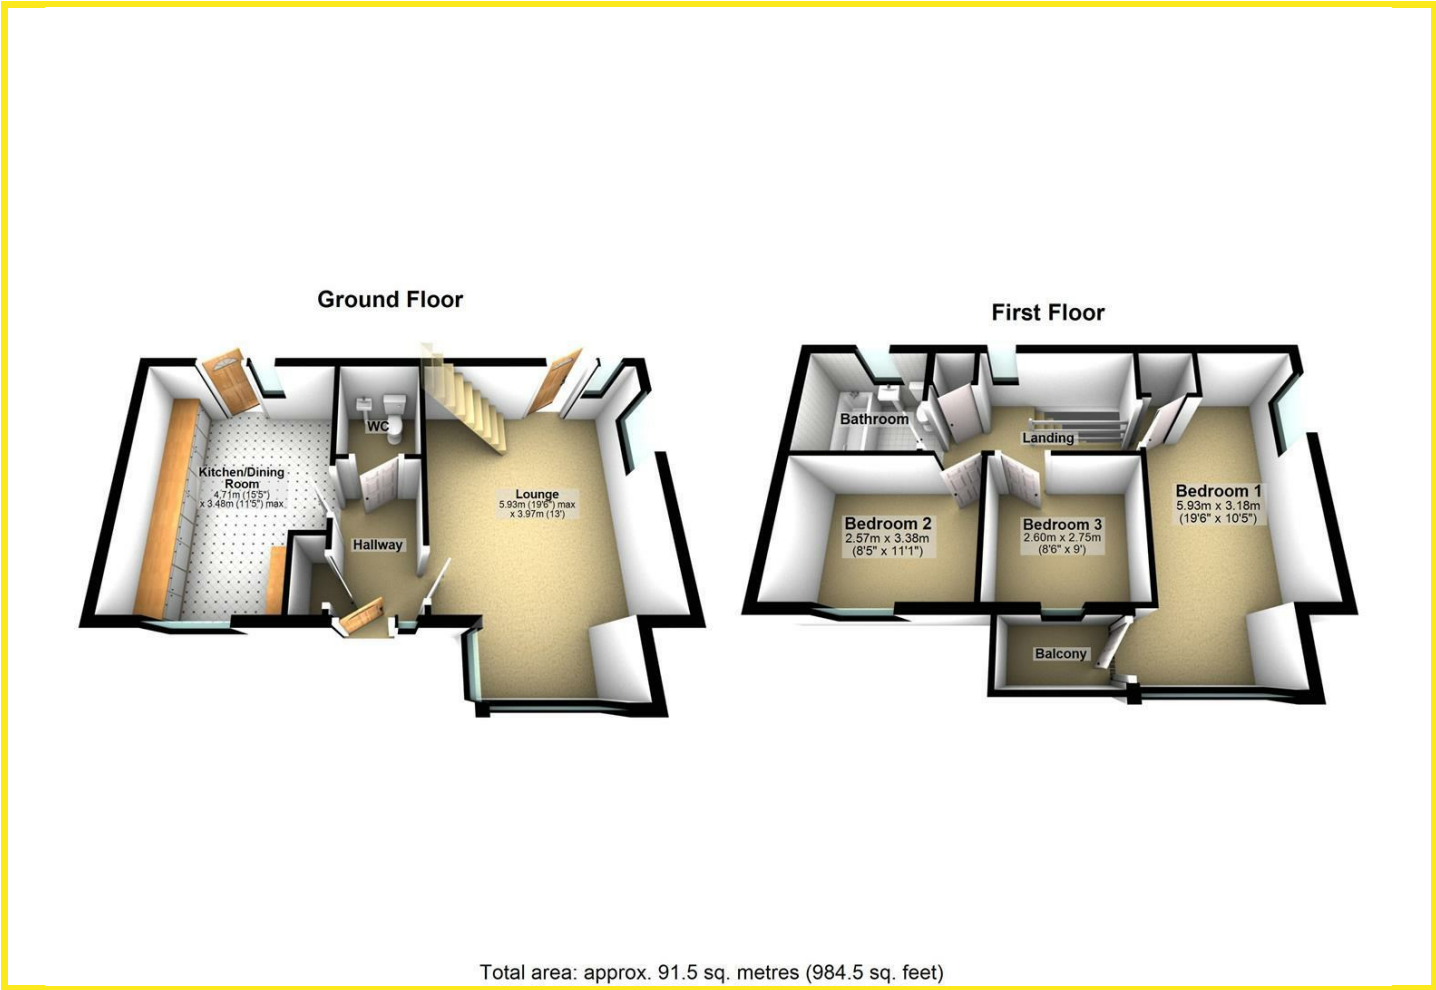 Ground Floor
First Floor
Kitchen/Dining
Room
4.71m (15'5")
x 3.48m (11'5") max
WC
Hallway
Lounge
5.93m (19'6") max
x 3.97m (13')
Bathroom
Landing
Bedroom 1
5.93m x 3.18m
(19'6" x 10'5")
Bedroom 2
2.57m x 3.38m
(8'5" x 11'1")
Bedroom 3
2.60m x 2.75m
(8'6" x 9')
Balcony
Total area: approx. 91.5 sq. metres (984.5 sq. feet)